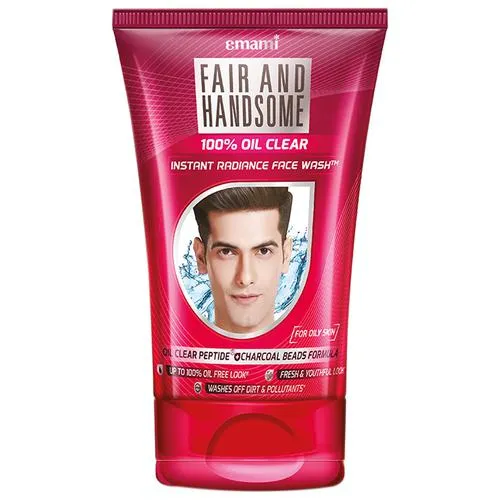 emami
FAIR AND
HANDSOME
100% OIL CLEAR
INSTANT RADIANCE FACE WASH™
FOR OILY SKIN
OIL CLEAR PEPTIDE CHARCOAL BEADS FORMULA
UP TO 100% OIL FREE LOOK* FRESH & YOUTHFUL LOOK*
WASHES OFF DIRT & POLLUTANTS*